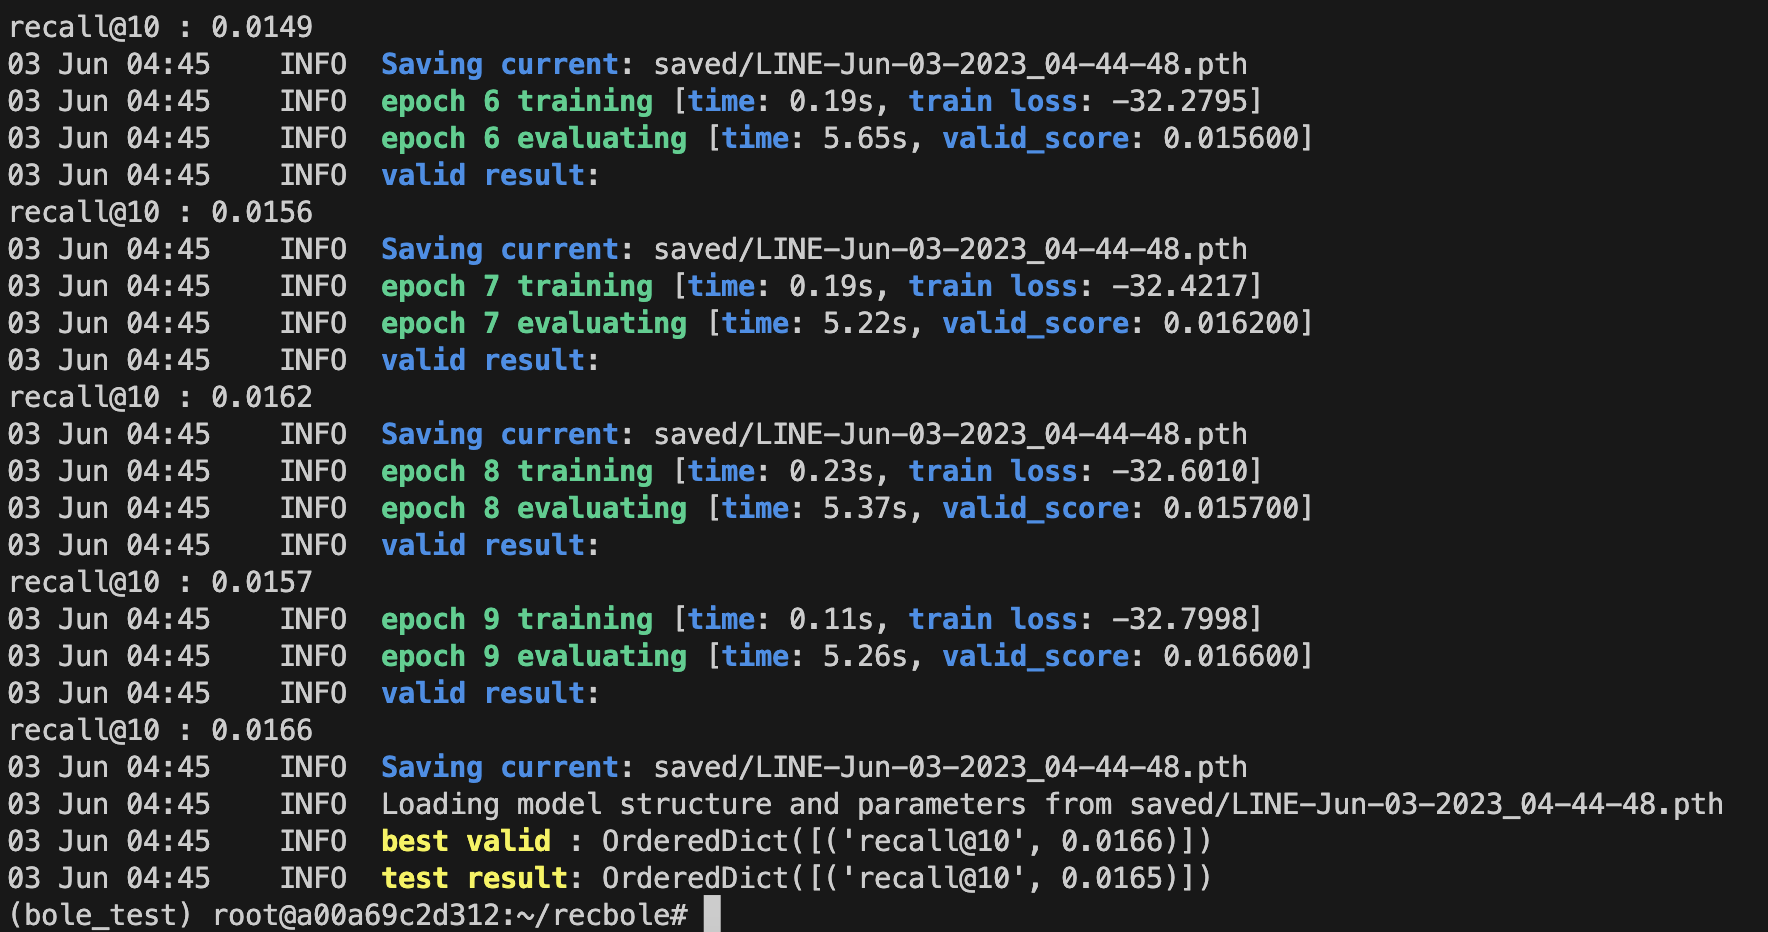 recall@10 : 0.0149
03 Jun 04:45    INFO  Saving current: saved/LINE-Jun-03-2023_04-44-48.pth
03 Jun 04:45    INFO  epoch 6 training [time: 0.19s, train loss: -32.2795]
03 Jun 04:45    INFO  epoch 6 evaluating [time: 5.65s, valid_score: 0.015600]
03 Jun 04:45    INFO  valid result:
recall@10 : 0.0156
03 Jun 04:45    INFO  Saving current: saved/LINE-Jun-03-2023_04-44-48.pth
03 Jun 04:45    INFO  epoch 7 training [time: 0.19s, train loss: -32.4217]
03 Jun 04:45    INFO  epoch 7 evaluating [time: 5.22s, valid_score: 0.016200]
03 Jun 04:45    INFO  valid result:
recall@10 : 0.0162
03 Jun 04:45    INFO  Saving current: saved/LINE-Jun-03-2023_04-44-48.pth
03 Jun 04:45    INFO  epoch 8 training [time: 0.23s, train loss: -32.6010]
03 Jun 04:45    INFO  epoch 8 evaluating [time: 5.37s, valid_score: 0.015700]
03 Jun 04:45    INFO  valid result:
recall@10 : 0.0157
03 Jun 04:45    INFO  epoch 9 training [time: 0.11s, train loss: -32.7998]
03 Jun 04:45    INFO  epoch 9 evaluating [time: 5.26s, valid_score: 0.016600]
03 Jun 04:45    INFO  valid result:
recall@10 : 0.0166
03 Jun 04:45    INFO  Saving current: saved/LINE-Jun-03-2023_04-44-48.pth
03 Jun 04:45    INFO  Loading model structure and parameters from saved/LINE-Jun-03-2023_04-44-48.pth
03 Jun 04:45    INFO  best valid : OrderedDict([('recall@10', 0.0166)])
03 Jun 04:45    INFO  test result: OrderedDict([('recall@10', 0.0165)])
(bole_test) root@a00a69c2d312:~/recbole#